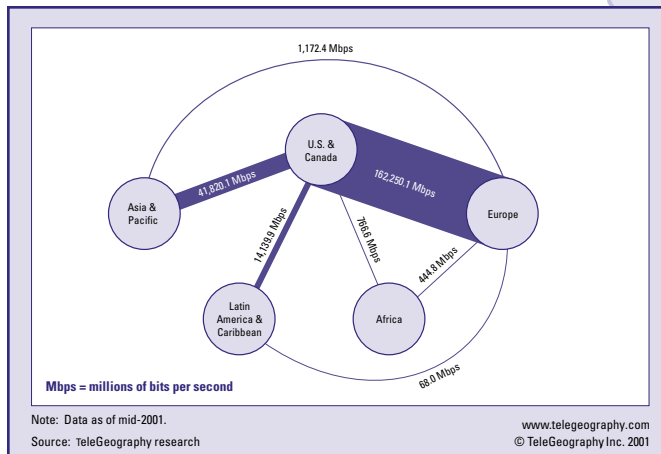 1,172.4 Mbps
U.S. &
Canada
41,820.1 Mbps
162,250.1 Mbps
Asia &
Pacific
Europe
14,139.9 Mbps
766.6 Mbps
444.8 Mbps
Latin
America &
Caribbean
Africa
68.0 Mbps
Mbps = millions of bits per second
Note: Data as of mid-2001.
www.telegeography.com
Source: TeleGeography research
© TeleGeography Inc. 2001